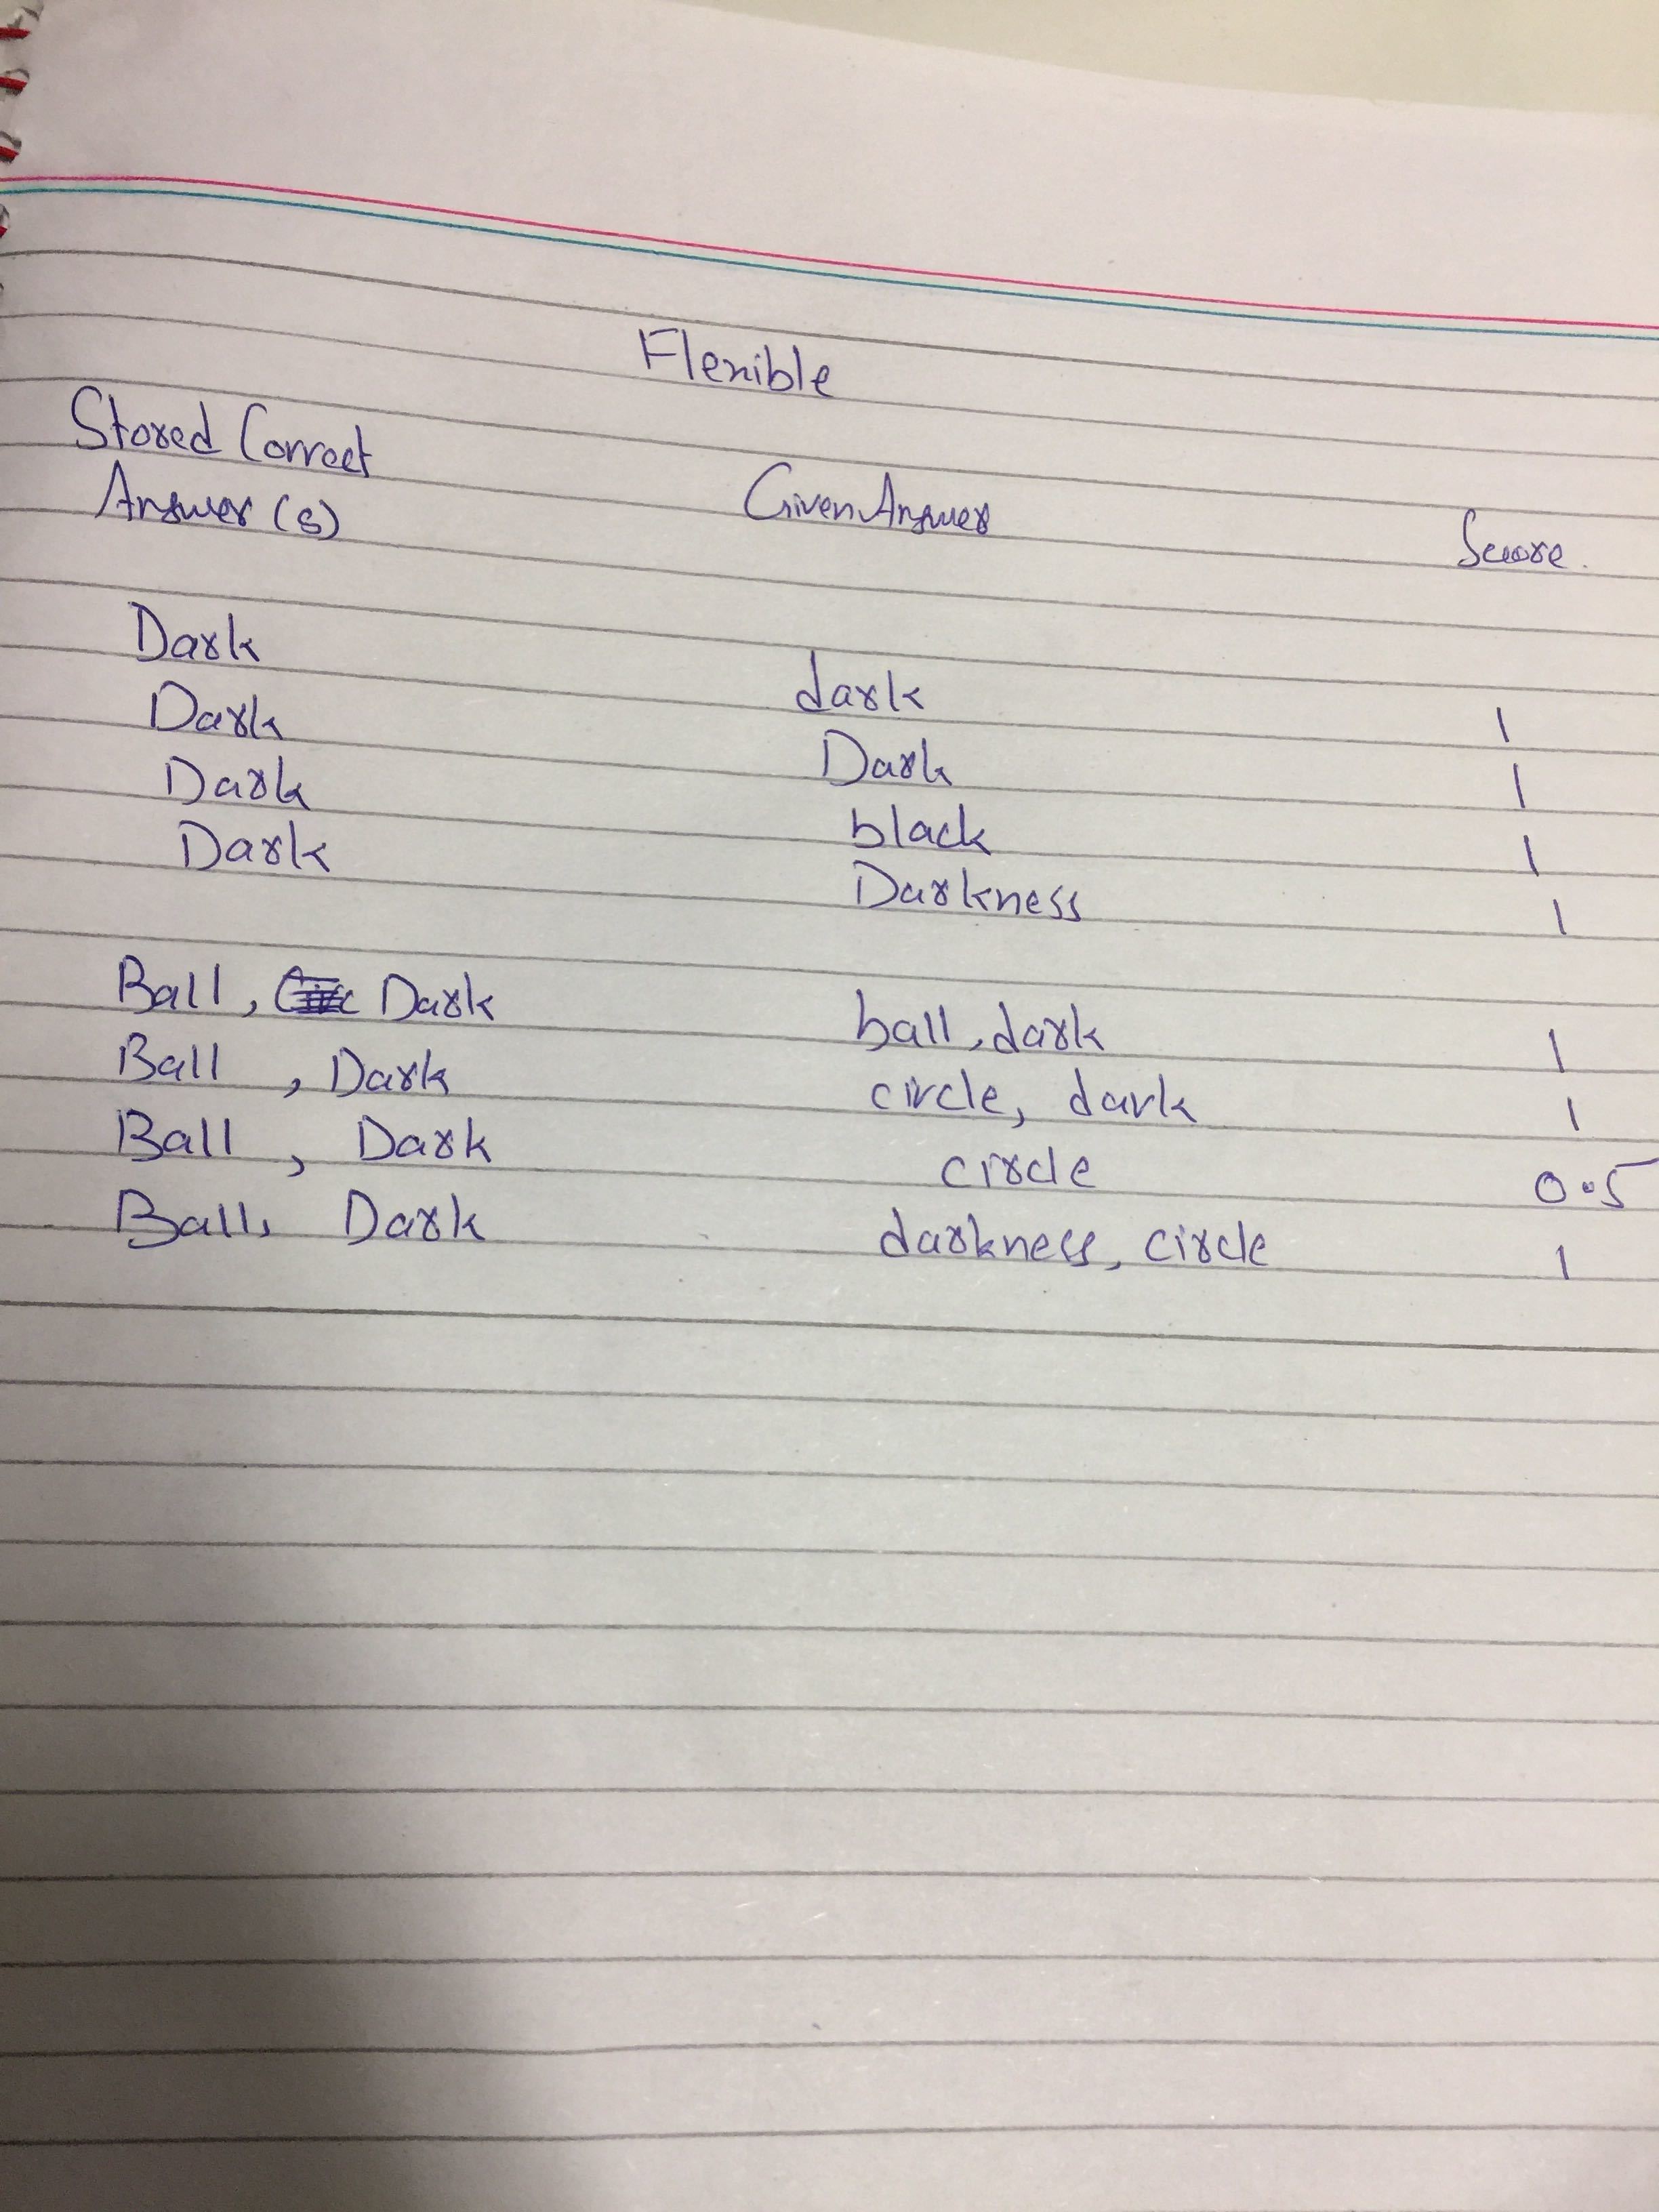 Flexible
Stored Correct
Answer(s) Given Answer Score.
Dark dark 1
Dark Dark 1
Dark black 1
Dark Darkness 1
Ball, Dark ball, dark 1
Ball , Dark circle, dark 1
Ball , Dark circle 0.5
Ball, Dark darkness, circle 1